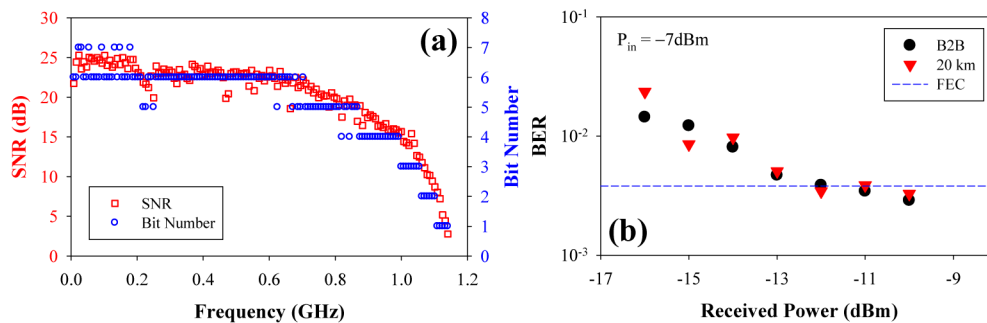 (a)
SNR (dB)
30
25
20
15
10
5
0
SNR
Bit Number
Bit Number
8
7
6
5
4
3
2
1
0
0.0 0.2 0.4 0.6 0.8 1.0 1.2
Frequency (GHz)
(b)
BER
10-1
10-2
10-3
Pin = −7dBm
B2B
20 km
FEC
-17 -15 -13 -11 -9
Received Power (dBm)